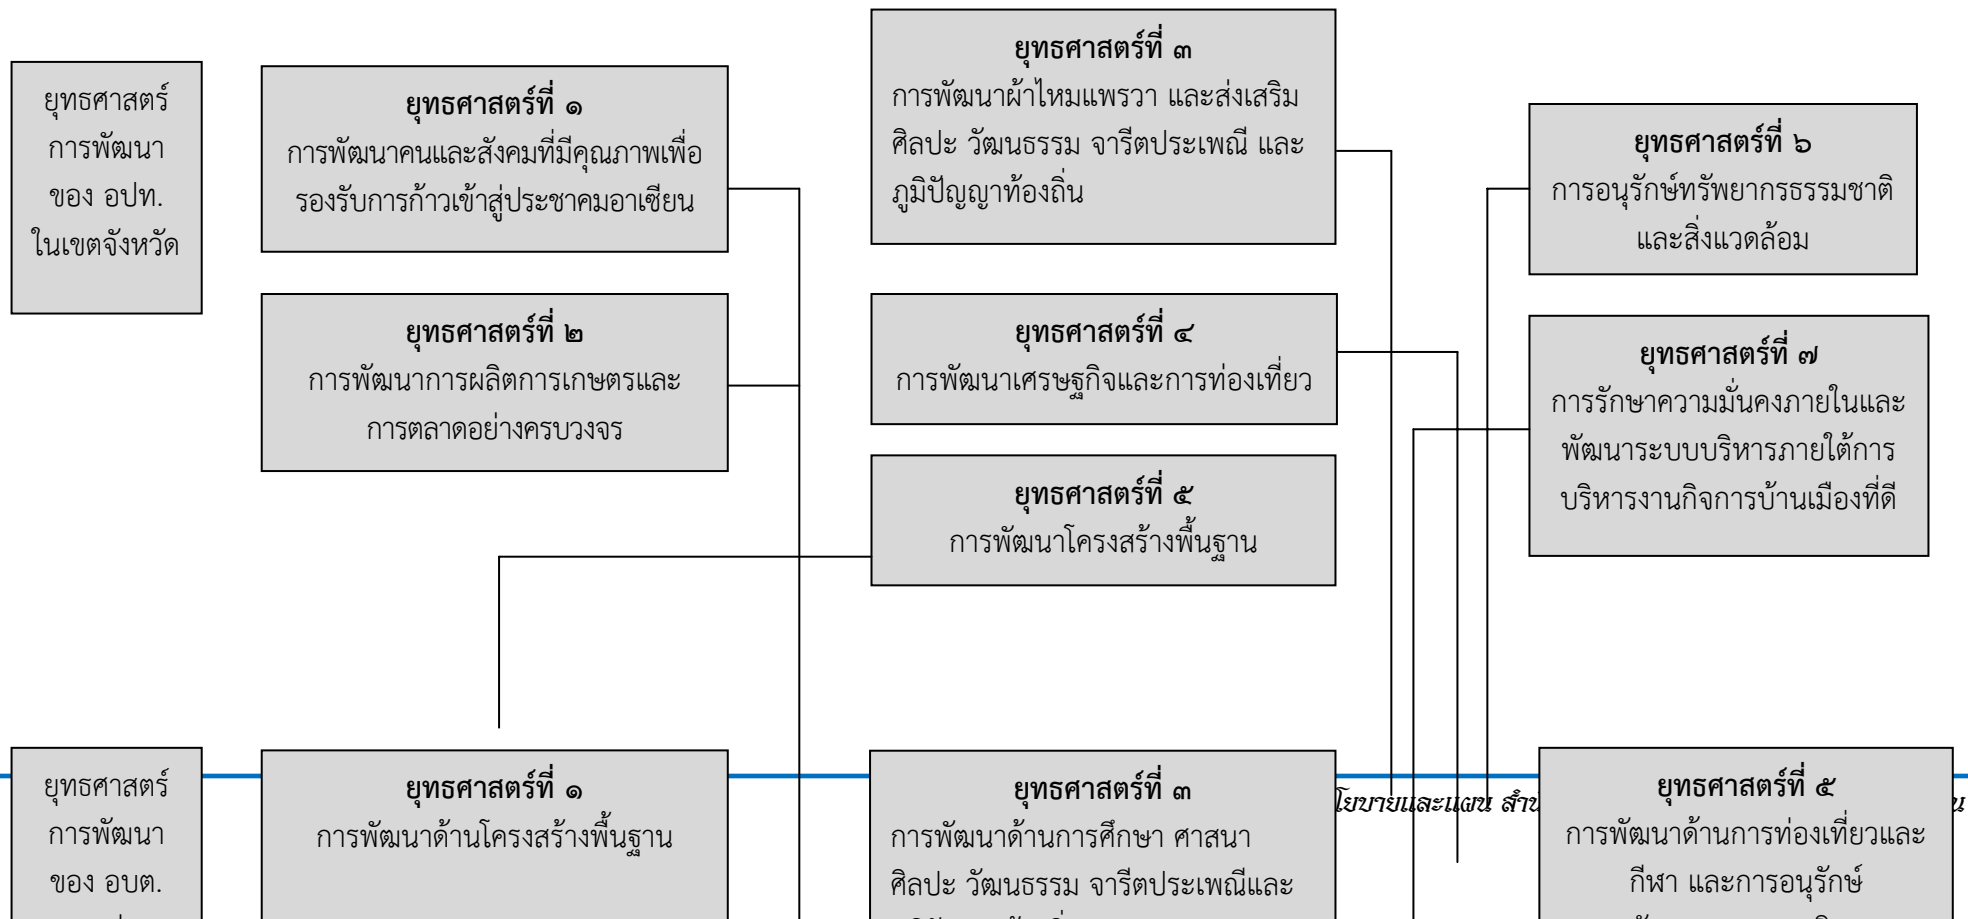 ยุทธศาสตร์
การพัฒนา
ของ อปท.
ในเขตจังหวัด
ยุทธศาสตร์ที่ ๑
การพัฒนาคนและสังคมที่มีคุณภาพเพื่อ
รองรับการก้าวเข้าสู่ประชาคมอาเซียน
ยุทธศาสตร์ที่ ๒
การพัฒนาการผลิตการเกษตรและ
การตลาดอย่างครบวงจร
ยุทธศาสตร์ที่ ๓
การพัฒนาผ้าไหมแพรวา และส่งเสริม
ศิลปะ วัฒนธรรม จารีตประเพณี และ
ภูมิปัญญาท้องถิ่น
ยุทธศาสตร์ที่ ๔
การพัฒนาเศรษฐกิจและการท่องเที่ยว
ยุทธศาสตร์ที่ ๕
การพัฒนาโครงสร้างพื้นฐาน
ยุทธศาสตร์ที่ ๖
การอนุรักษ์ทรัพยากรธรรมชาติ
และสิ่งแวดล้อม
ยุทธศาสตร์ที่ ๗
การรักษาความมั่นคงภายในและ
พัฒนาระบบบริหารภายใต้การ
บริหารงานกิจการบ้านเมืองที่ดี
ยุทธศาสตร์
การพัฒนา
ของ อบต.
ยุทธศาสตร์ที่ ๑
การพัฒนาด้านโครงสร้างพื้นฐาน
ยุทธศาสตร์ที่ ๓
การพัฒนาด้านการศึกษา ศาสนา
ศิลปะ วัฒนธรรม จารีตประเพณีและ
โยบายและแผน
ยุทธศาสตร์ที่ ๕
การพัฒนาด้านการท่องเที่ยวและ
กีฬา และการอนุรักษ์